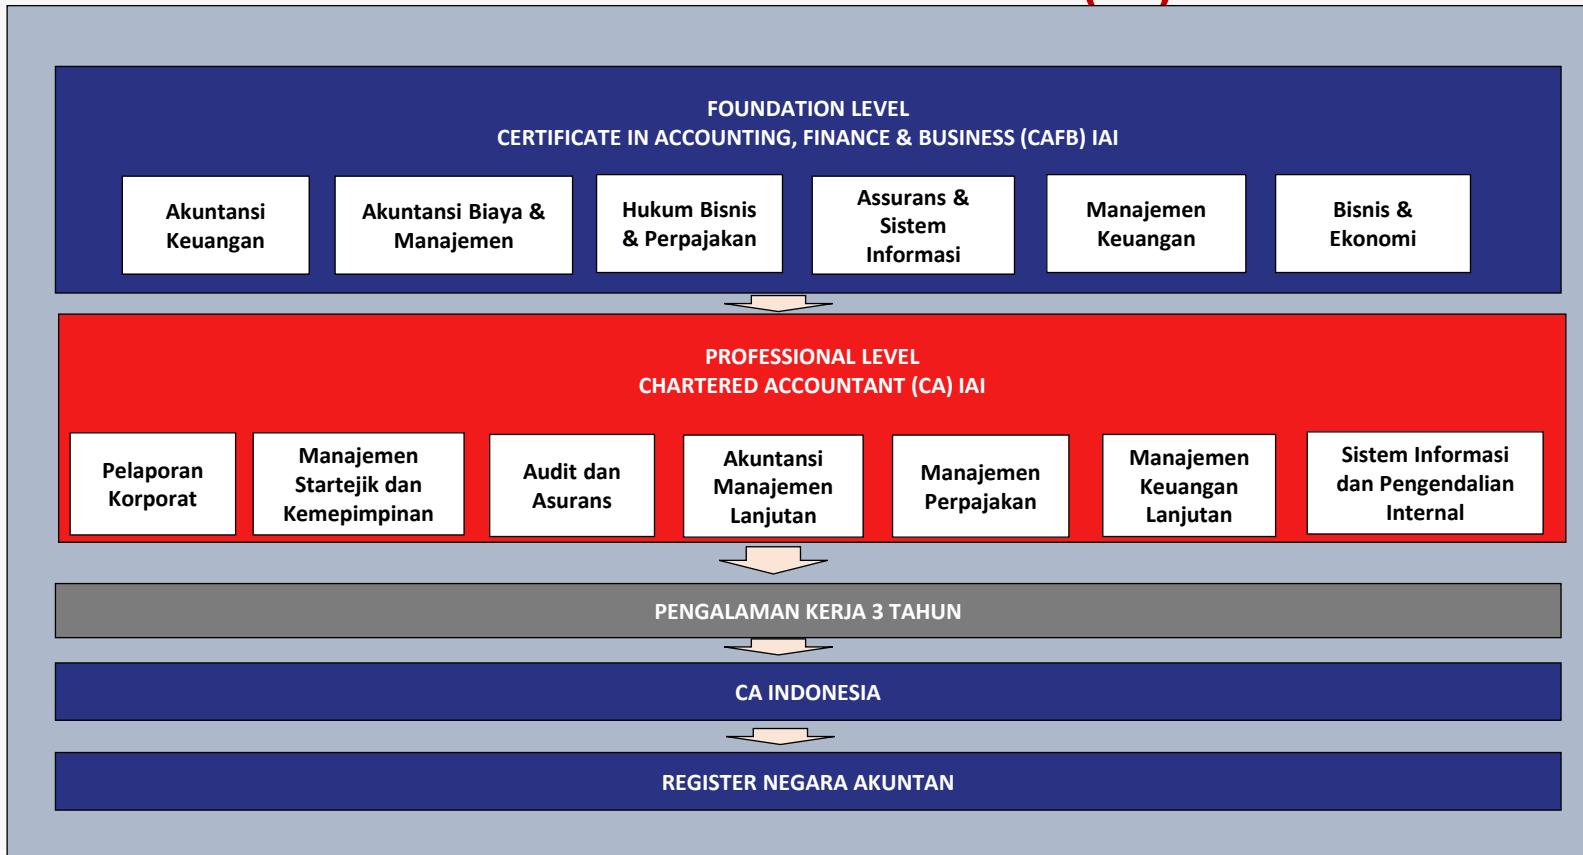 FOUNDATION LEVEL
CERTIFICATE IN ACCOUNTING, FINANCE & BUSINESS (CAFB) IAI
Akuntansi
Keuangan
Akuntansi Biaya &
Manajemen
Hukum Bisnis
& Perpajakan
Assurans &
Sistem
Informasi
Manajemen
Keuangan
Bisnis &
Ekonomi
PROFESSIONAL LEVEL
CHARTERED ACCOUNTANT (CA) IAI
Pelaporan
Korporat
Manajemen
Startejik dan
Kemepimpinan
Audit dan
Asurans
Akuntansi
Manajemen
Lanjutan
Manajemen
Perpajakan
Manajemen
Keuangan
Lanjutan
Sistem Informasi
dan Pengendalian
Internal
PENGALAMAN KERJA 3 TAHUN
CA INDONESIA
REGISTER NEGARA AKUNTAN